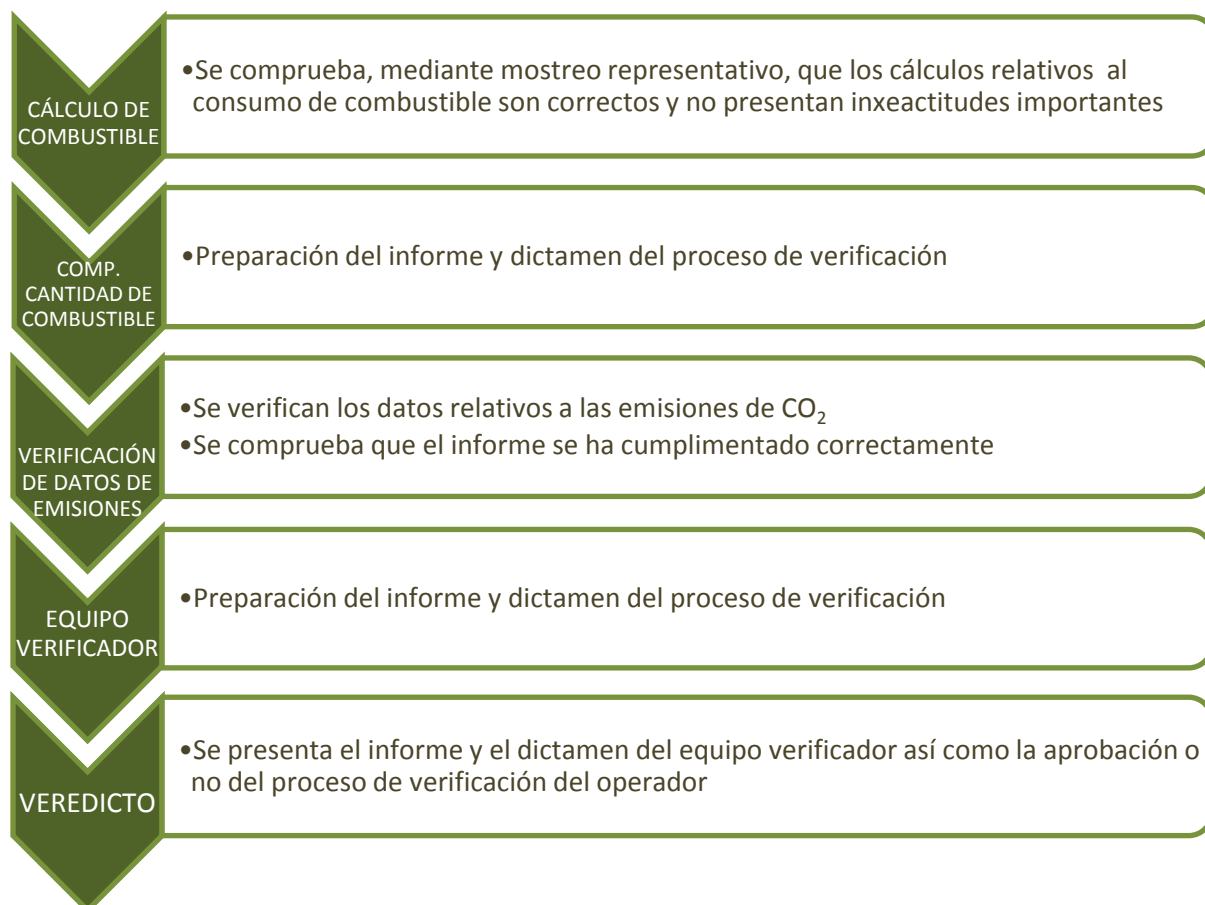 CÁLCULO DE
COMBUSTIBLE
•Se comprueba, mediante mostreo representativo, que los cálculos relativos al
consumo de combustible son correctos y no presentan inxeactitudes importantes
COMP.
CANTIDAD DE
COMBUSTIBLE
•Preparación del informe y dictamen del proceso de verificación
VERIFICACIÓN
DE DATOS DE
EMISIONES
•Se verifican los datos relativos a las emisiones de CO₂
•Se comprueba que el informe se ha cumplimentado correctamente
EQUIPO
VERIFICADOR
•Preparación del informe y dictamen del proceso de verificación
VEREDICTO
•Se presenta el informe y el dictamen del equipo verificador así como la aprobación o
no del proceso de verificación del operador